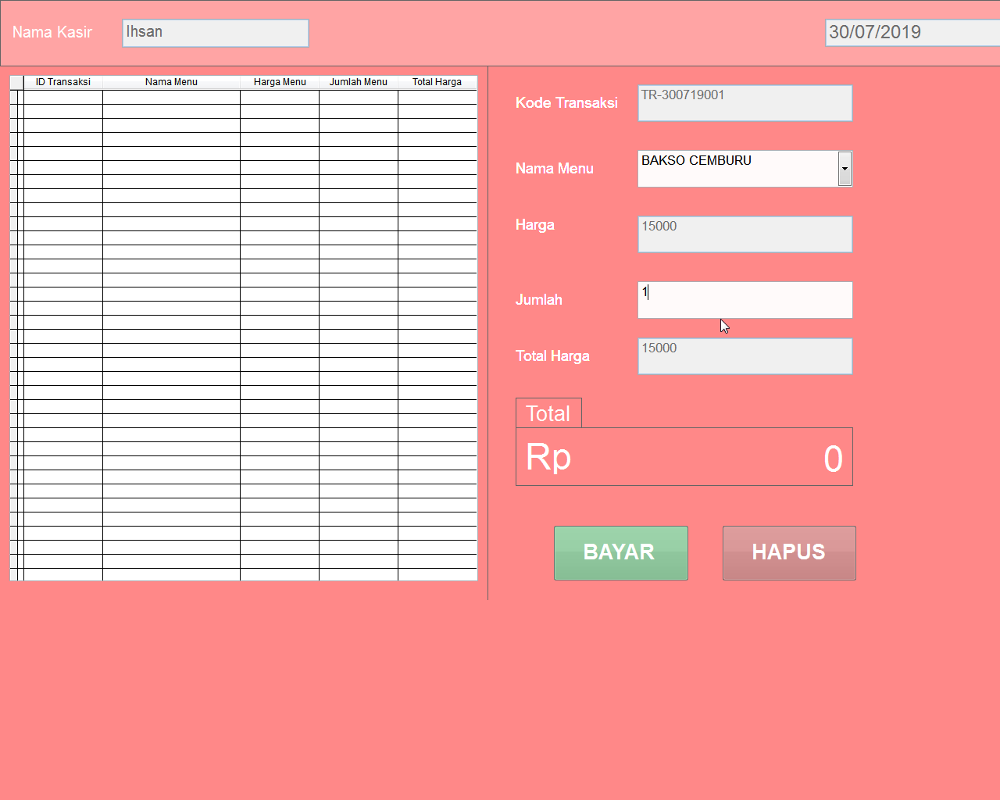 Nama Kasir Ihsan 30/07/2019
ID Transaksi Nama Menu Harga Menu Jumlah Menu Total Harga
Kode Transaksi TR-300719001
Nama Menu BAKSO CEMBURU
Harga 15000
Jumlah 1
Total Harga 15000
Total
Rp 0
BAYAR HAPUS